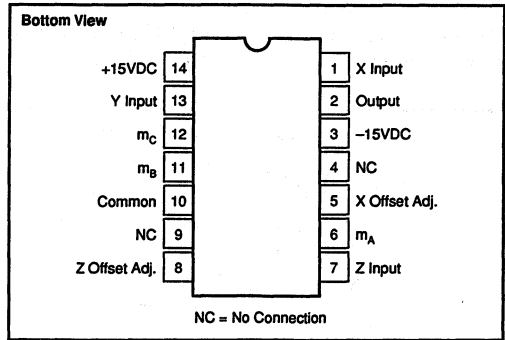 Bottom View
+15VDC 14 1 X Input
Y Input 13 2 Output
mC 12 3 –15VDC
mB 11 4 NC
Common 10 5 X Offset Adj.
NC 9 6 mA
Z Offset Adj. 8 7 Z Input
NC = No Connection